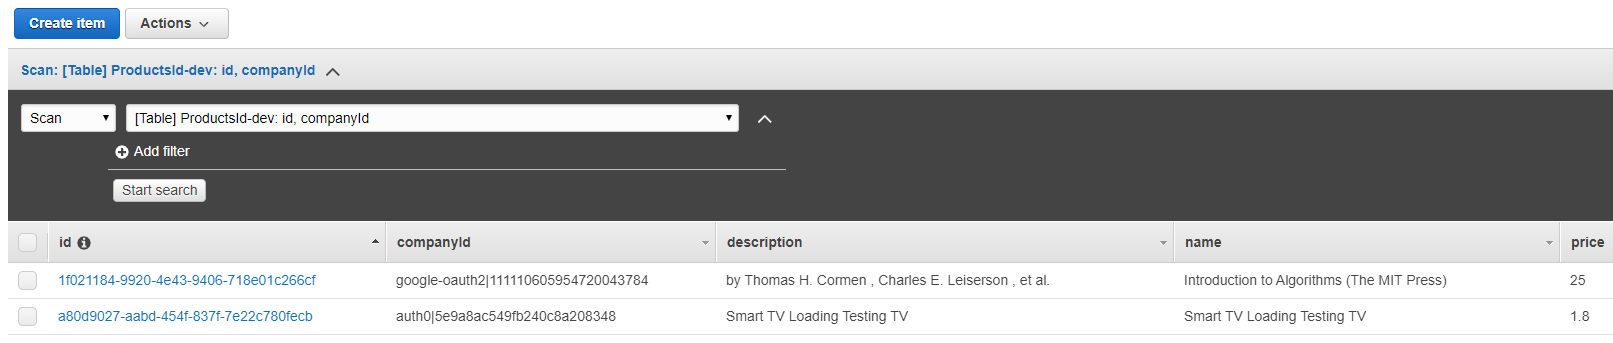 Create item Actions
Scan: [Table] ProductsId-dev: id, companyId
Scan [Table] ProductsId-dev: id, companyId
Add filter
Start search
id companyId description name price
1f021184-9920-4e43-9406-718e01c266cf google-oauth2|111110605954720043784 by Thomas H. Cormen , Charles E. Leiserson , et al. Introduction to Algorithms (The MIT Press) 25
a80d9027-aabd-454f-837f-7e22c780fecb auth0|5e9a8ac549fb240c8a208348 Smart TV Loading Testing TV Smart TV Loading Testing TV 1.8